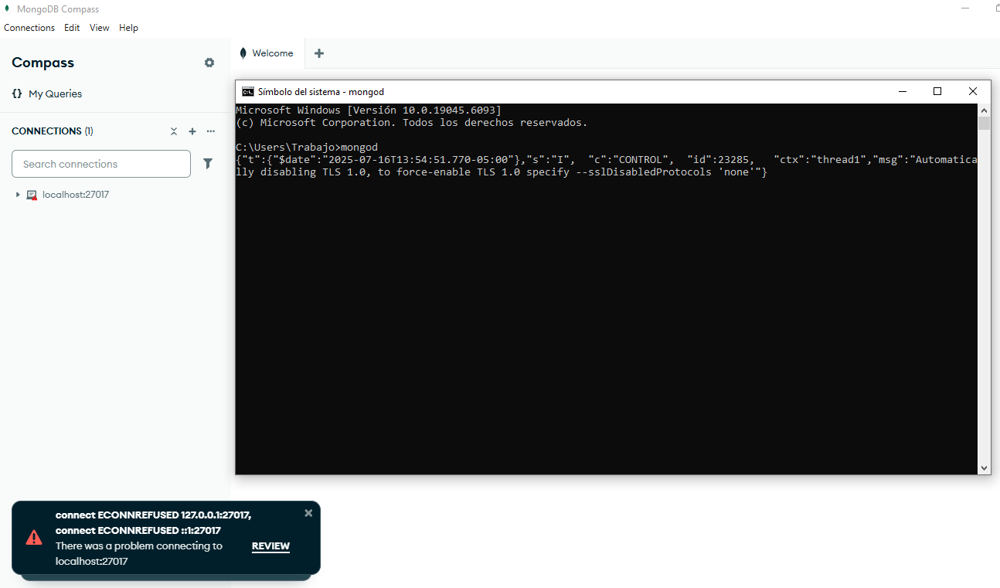 MongoDB Compass
Connections Edit View Help
Compass
Welcome
{} My Queries
CONNECTIONS (1)
Search connections
localhost:27017
Símbolo del sistema - mongod
Microsoft Windows [Versión 10.0.19045.6093]
(c) Microsoft Corporation. Todos los derechos reservados.
C:\Users\Trabajo>mongod
{"t":{"$date":"2025-07-16T13:54:51.770-05:00"},"s":"I",  "c":"CONTROL",  "id":23285,   "ctx":"thread1","msg":"Automatica
lly disabling TLS 1.0, to force-enable TLS 1.0 specify --sslDisabledProtocols 'none'"}
connect ECONNREFUSED 127.0.0.1:27017,
connect ECONNREFUSED ::1:27017
There was a problem connecting to
localhost:27017
REVIEW